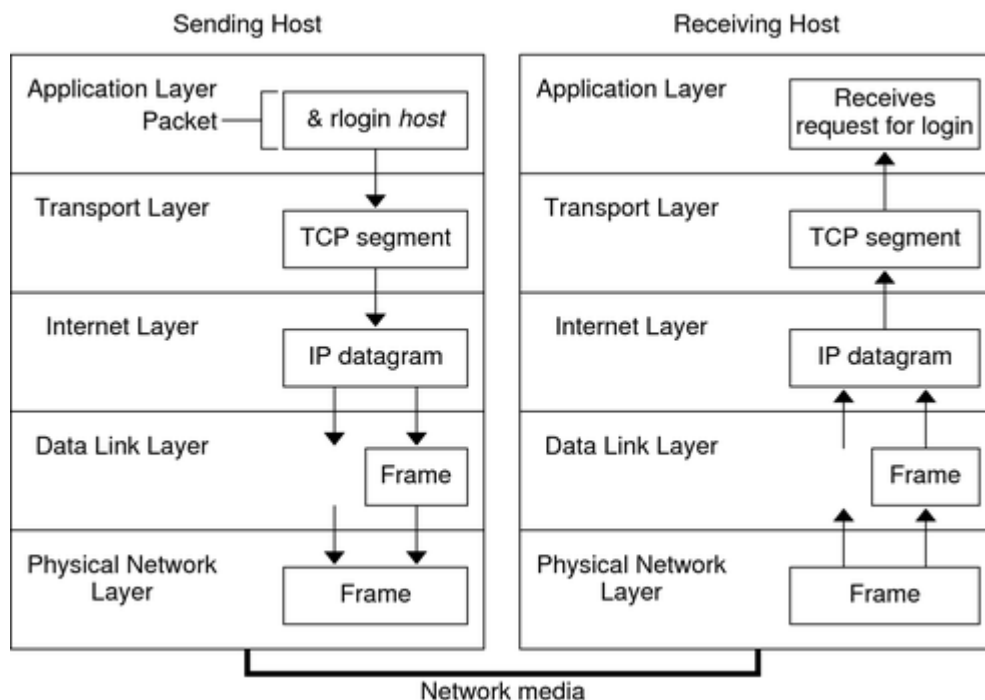 Sending Host
Application Layer
Packet
& rlogin host
Transport Layer
TCP segment
Internet Layer
IP datagram
Data Link Layer
Frame
Physical Network
Layer
Frame
Receiving Host
Application Layer
Receives
request for login
Transport Layer
TCP segment
Internet Layer
IP datagram
Data Link Layer
Frame
Physical Network
Layer
Frame
Network media